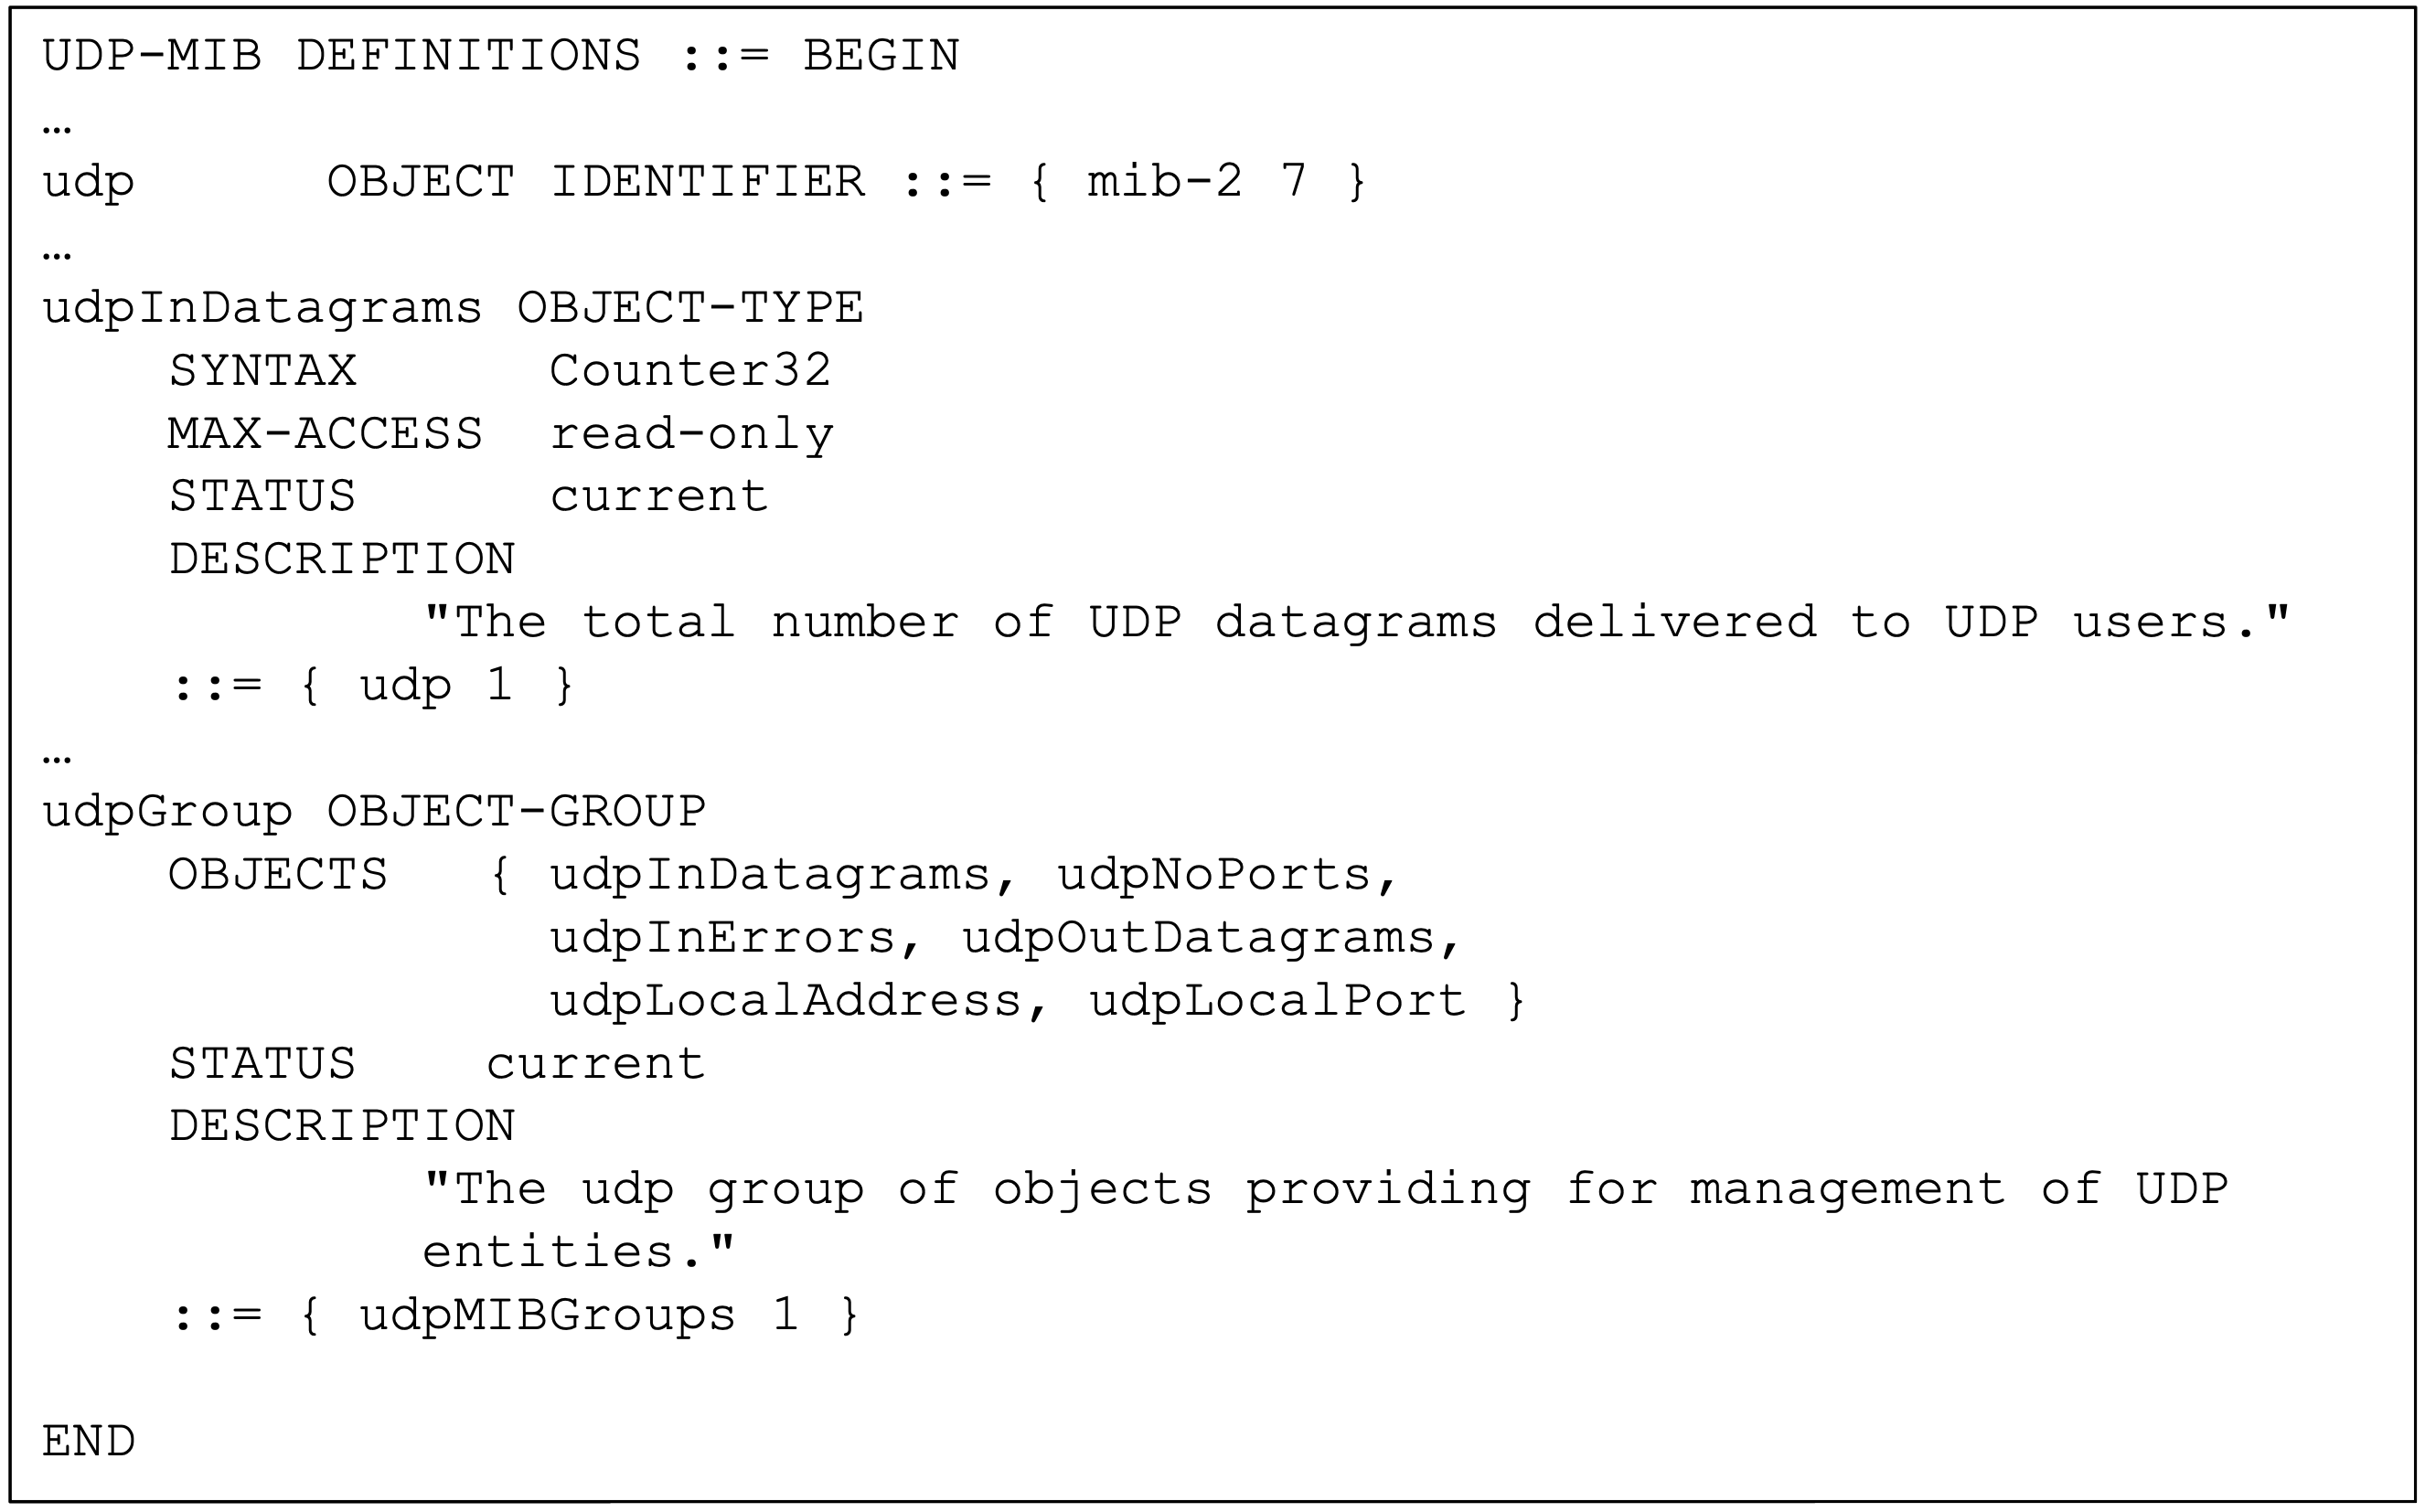 UDP-MIB DEFINITIONS ::= BEGIN
…
udp      OBJECT IDENTIFIER ::= { mib-2 7 }
…
udpInDatagrams OBJECT-TYPE
    SYNTAX      Counter32
    MAX-ACCESS  read-only
    STATUS      current
    DESCRIPTION
            "The total number of UDP datagrams delivered to UDP users."
    ::= { udp 1 }
…
udpGroup OBJECT-GROUP
    OBJECTS   { udpInDatagrams, udpNoPorts,
                udpInErrors, udpOutDatagrams,
                udpLocalAddress, udpLocalPort }
    STATUS    current
    DESCRIPTION
            "The udp group of objects providing for management of UDP
            entities."
    ::= { udpMIBGroups 1 }

END